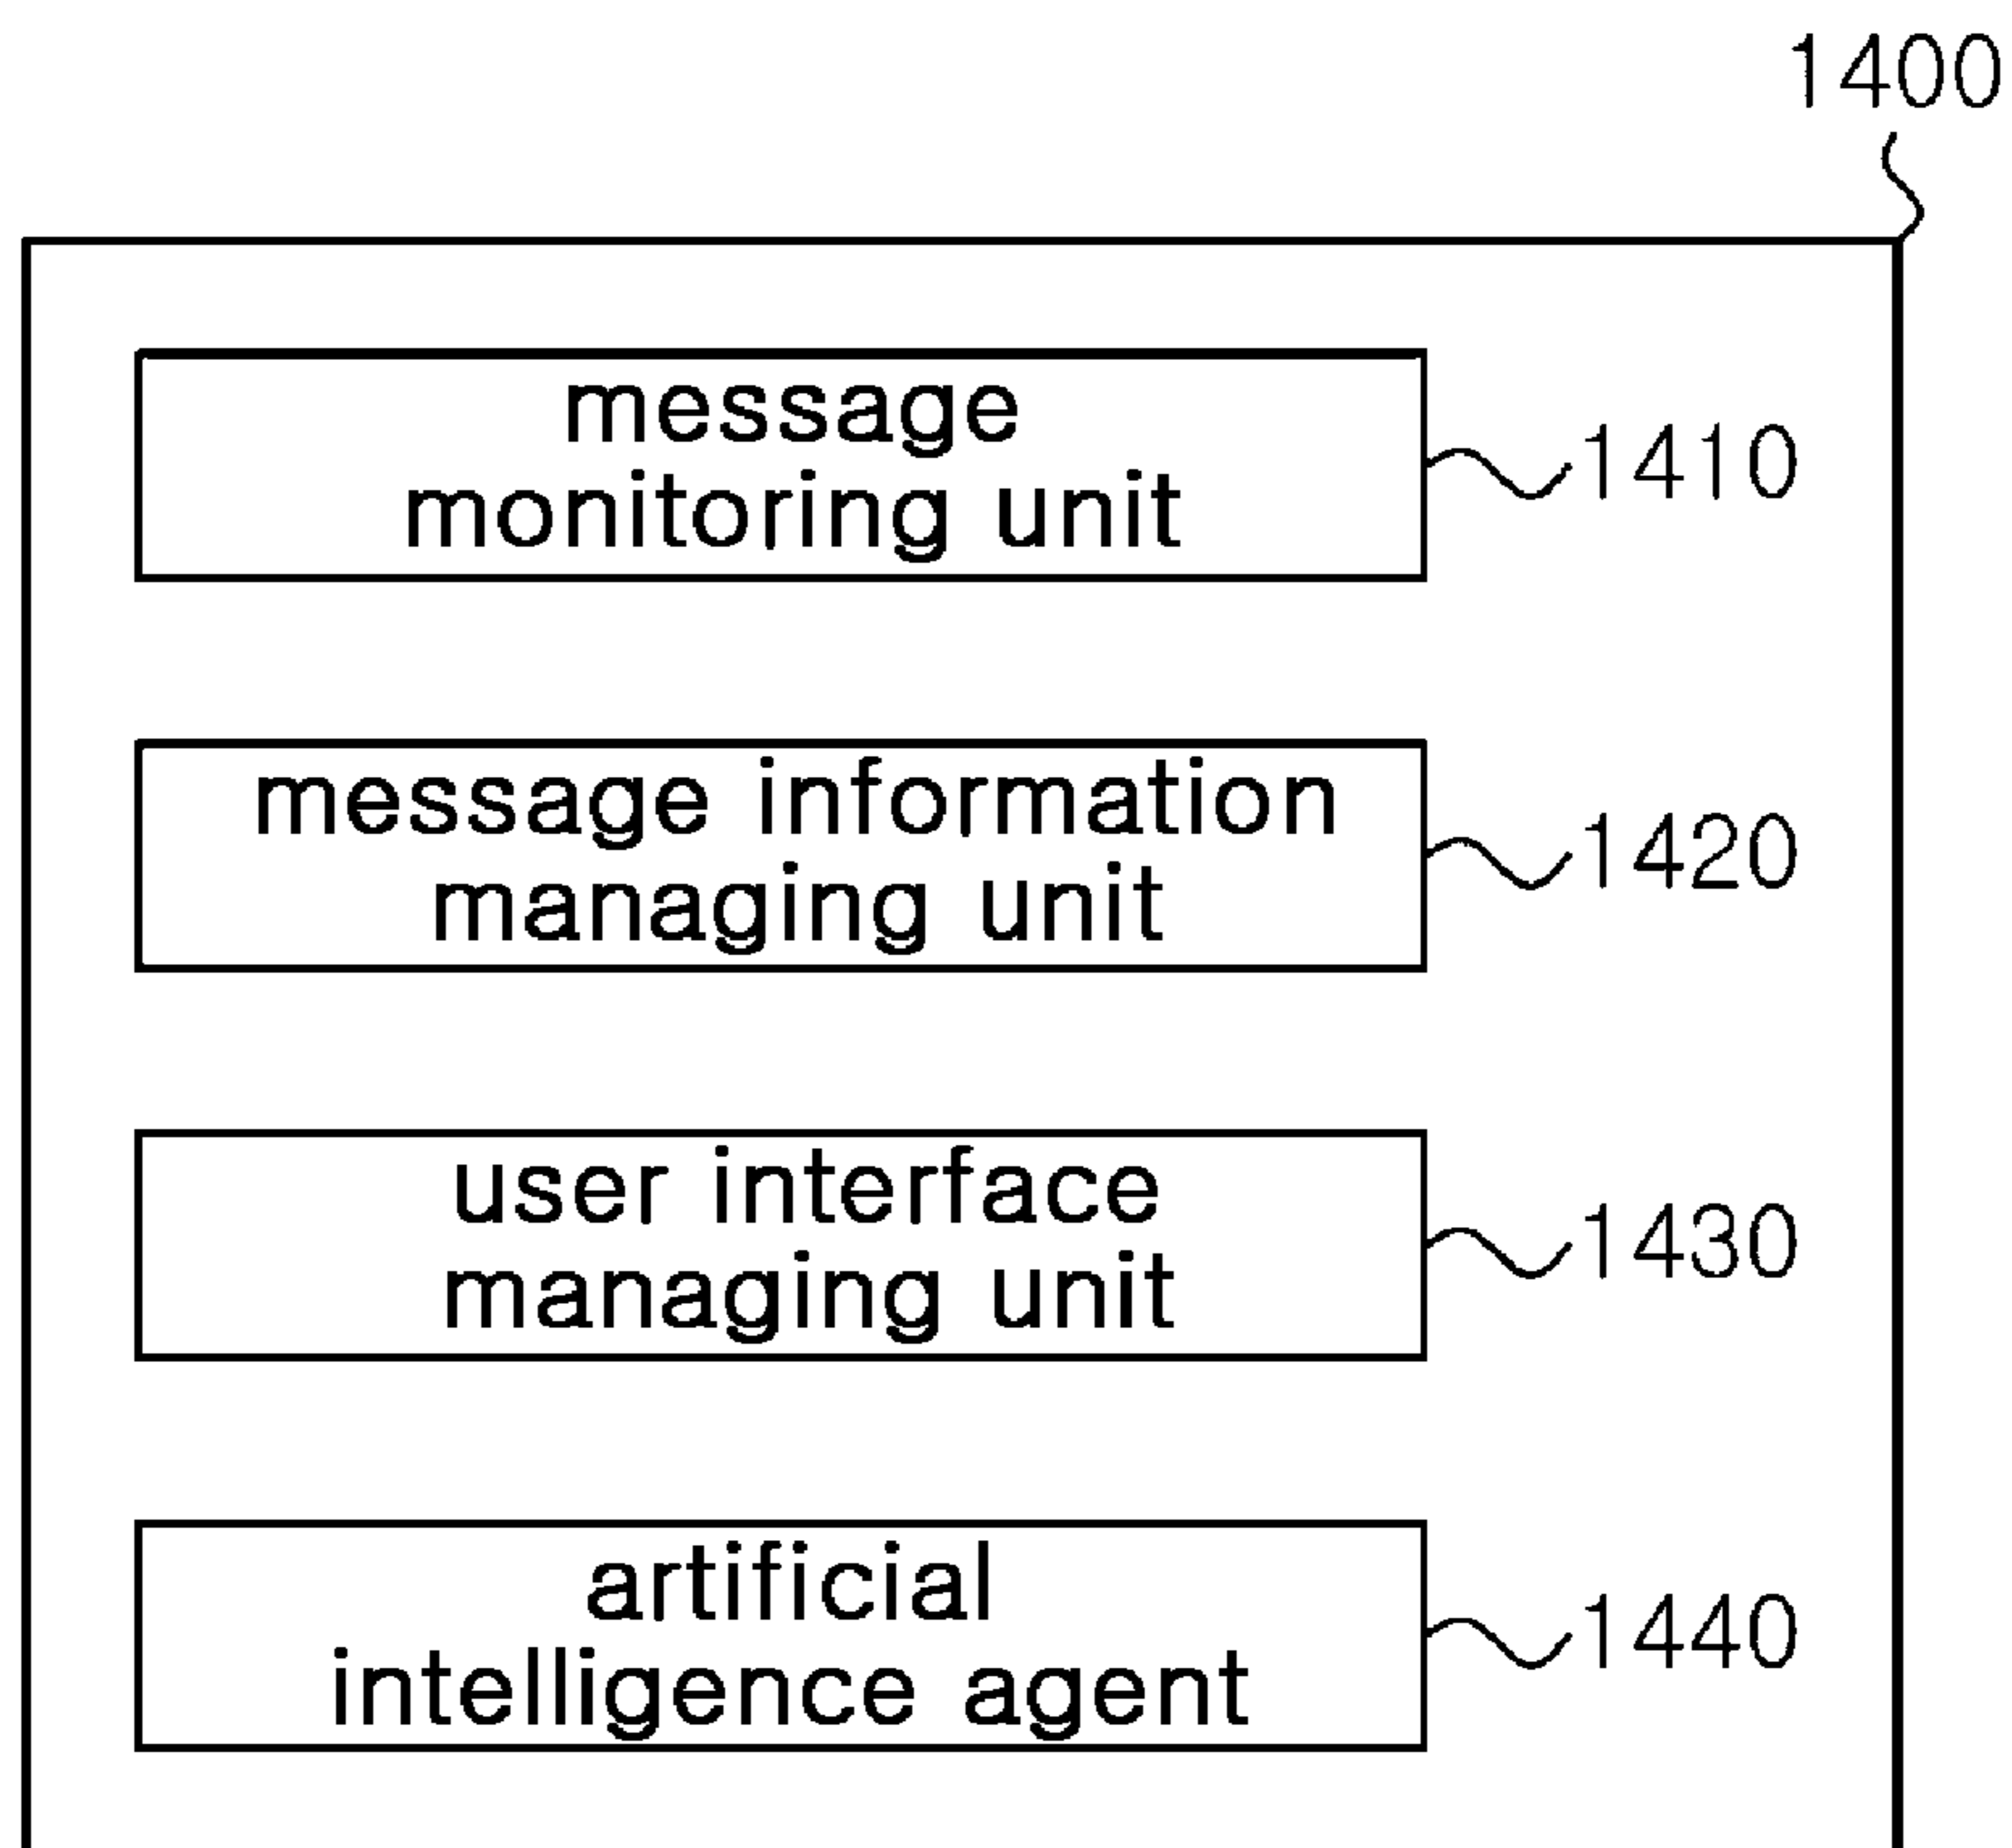 1400
message
monitoring unit
1410
message information
managing unit
1420
user interface
managing unit
1430
artificial
intelligence agent
1440